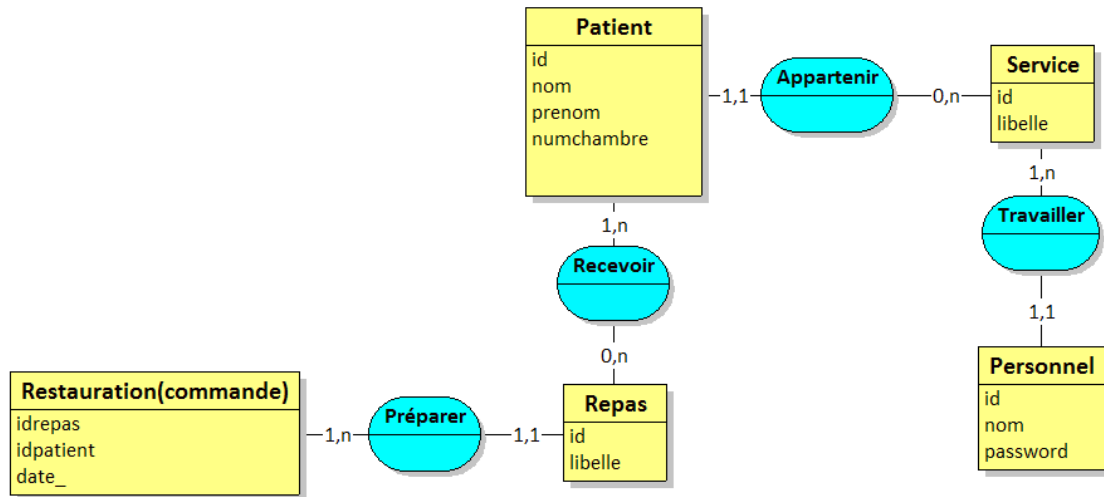 Patient
id
nom
prenom
numchambre
1,1
Appartenir
0,n
Service
id
libelle
1,n
Travailler
1,1
Personnel
id
nom
password
1,n
Recevoir
0,n
Repas
id
libelle
1,1
Préparer
1,n
Restauration(commande)
idrepas
idpatient
date_